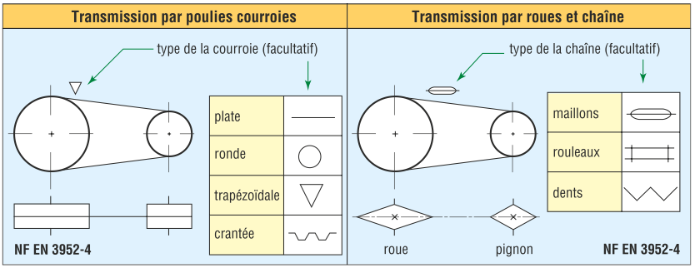 Transmission par poulies courroies
type de la courroie (facultatif)
plate
ronde
trapézoïdale
crantée
NF EN 3952-4
Transmission par roues et chaîne
type de la chaîne (facultatif)
maillons
rouleaux
dents
roue
pignon
NF EN 3952-4